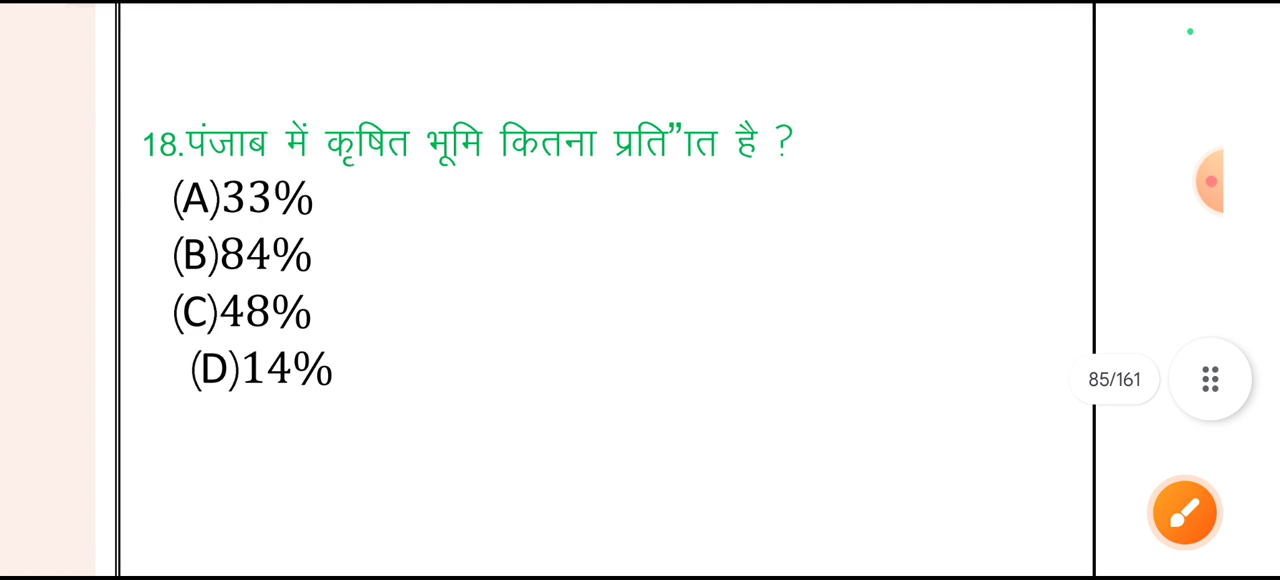 18.पंजाब में कृषित भूमि कितना प्रति”ात है ?
(A)33%
(B)84%
(C)48%
(D)14%
85/161